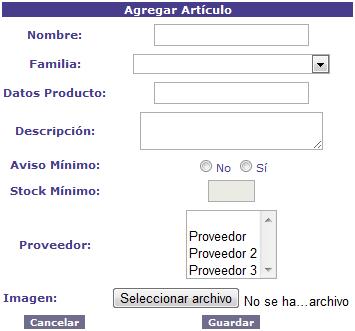 Agregar Artículo
Nombre:
Familia:
Datos Producto:
Descripción:
Aviso Mínimo: No Sí
Stock Mínimo:
Proveedor:
Proveedor
Proveedor 2
Proveedor 3
Imagen: Seleccionar archivo No se ha...archivo
Cancelar Guardar